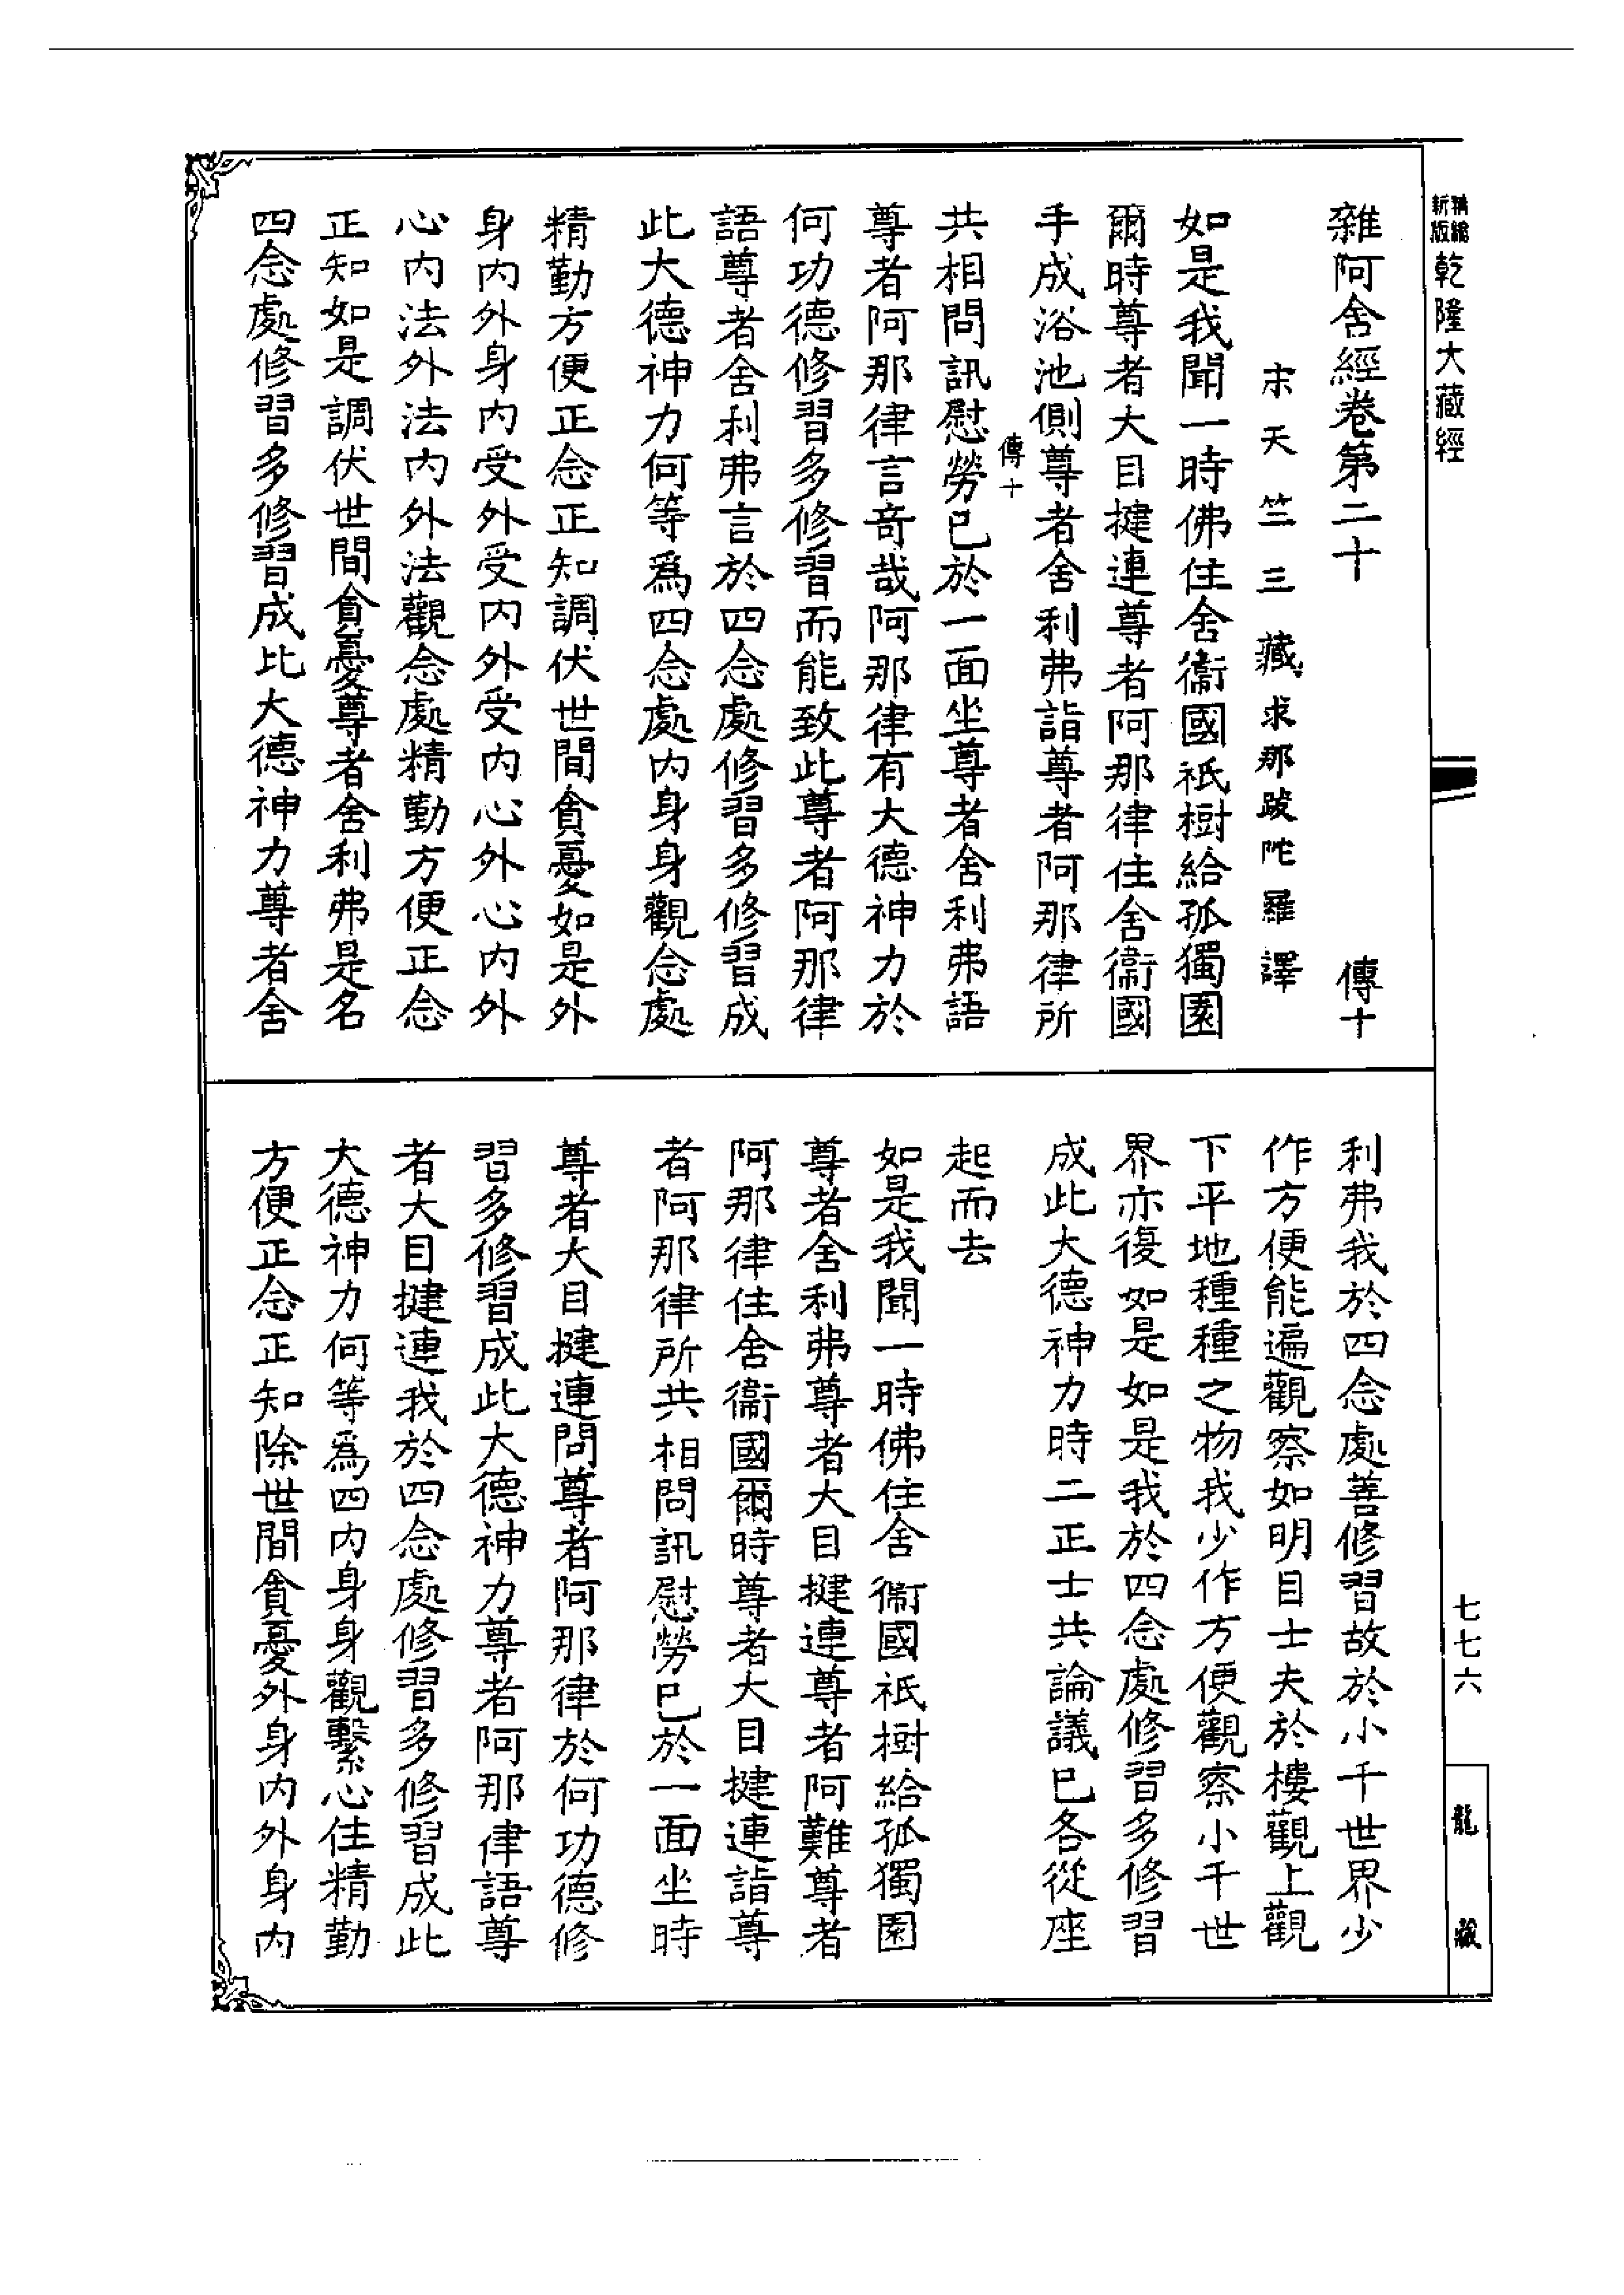 新編縮版乾隆大藏經
雜阿含經卷第二十　傳十
宋天竺三藏求那跋陀羅譯
如是我聞一時佛住舍衞國祇樹給孤獨園
爾時尊者大目揵連尊者阿那律住舍衞國
手成浴池側尊者舍利弗詣尊者阿那律所
傳十
共相問訊慰勞已於一面坐尊者舍利弗語
尊者阿那律言奇哉阿那律有大德神力於
何功德修習多修習而能致此尊者阿那律
語尊者舍利弗言於四念處修習多修習成
此大德神力何等爲四念處內身身觀念處
精勤方便正念正知調伏世間貪憂如是外
身內外身內受外受內外受內心外心內外
心內法外法內外法觀念處精勤方便正念
正知如是調伏世間貪憂尊者舍利弗是名
四念處修習多修習成比大德神力尊者舍
利弗我於四念處善修習故於小千世界少
作方便能遍觀察如明目士夫於樓觀上觀
下平地種種之物我少作方便觀察小千世
界亦復如是如是我於四念處修習多修習
成此大德神力時二正士共論議已各從座
起而去
如是我聞一時佛住舍衞國祇樹給孤獨園
尊者舍利弗尊者大目揵連尊者阿難尊者
阿那律住舍衞國爾時尊者大目揵連詣尊
者阿那律所共相問訊慰勞已於一面坐時
尊者大目揵連問尊者阿那律於何功德修
習多修習成此大德神力尊者阿那律語尊
者大目揵連我於四念處修習多修習成此
大德神力何等爲四內身身觀繫心住精勤
方便正念正知除世間貪憂外身內外身內
七七六
龍藏